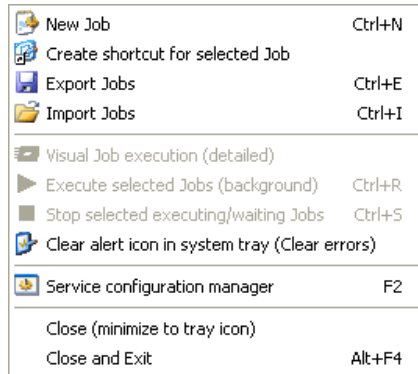 New Job Ctrl+N
Create shortcut for selected Job
Export Jobs Ctrl+E
Import Jobs Ctrl+I
Visual Job execution (detailed)
Execute selected Jobs (background) Ctrl+R
Stop selected executing/waiting Jobs Ctrl+S
Clear alert icon in system tray (Clear errors)
Service configuration manager F2
Close (minimize to tray icon)
Close and Exit Alt+F4